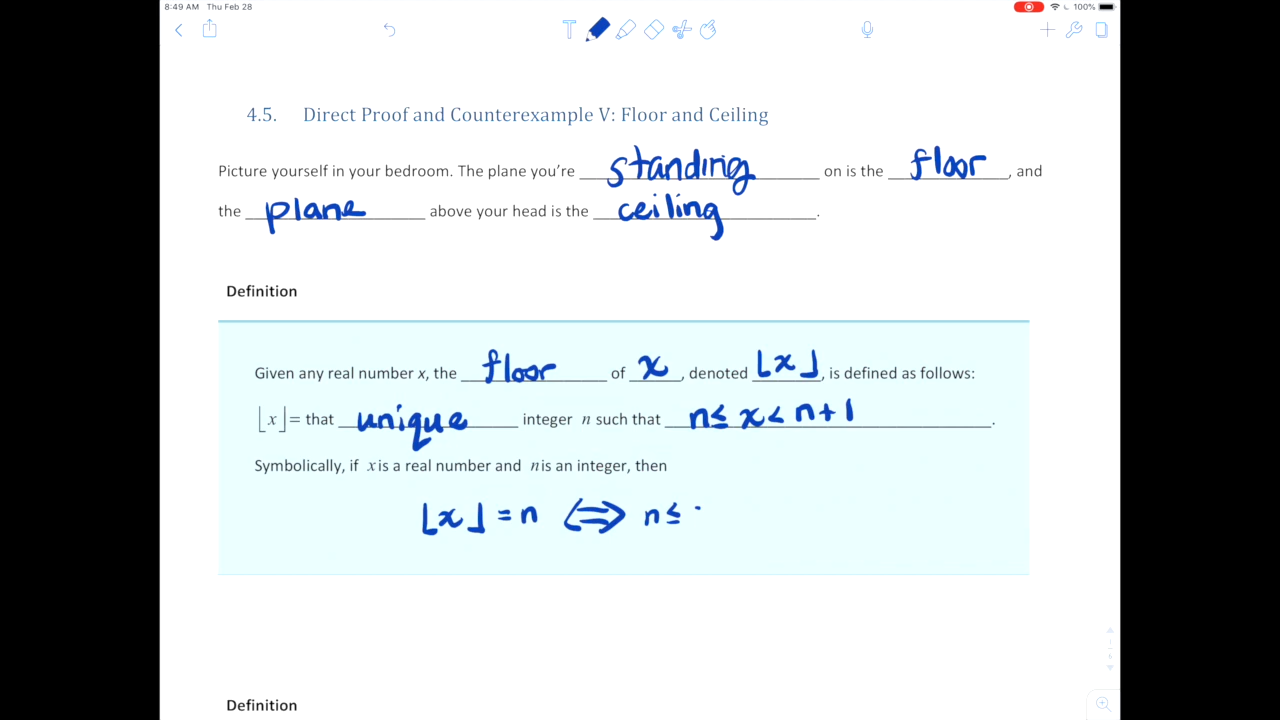 8:49 AM Thu Feb 28 100%
T
4.5. Direct Proof and Counterexample V: Floor and Ceiling
Picture yourself in your bedroom. The plane you're standing on is the floor, and
the plane above your head is the ceiling.
Definition
Given any real number x, the floor of x, denoted ⌊x⌋, is defined as follows:
⌊x⌋= that unique integer n such that n≤ x< n+1.
Symbolically, if x is a real number and n is an integer, then
⌊x⌋ = n ⟺ n≤
Definition